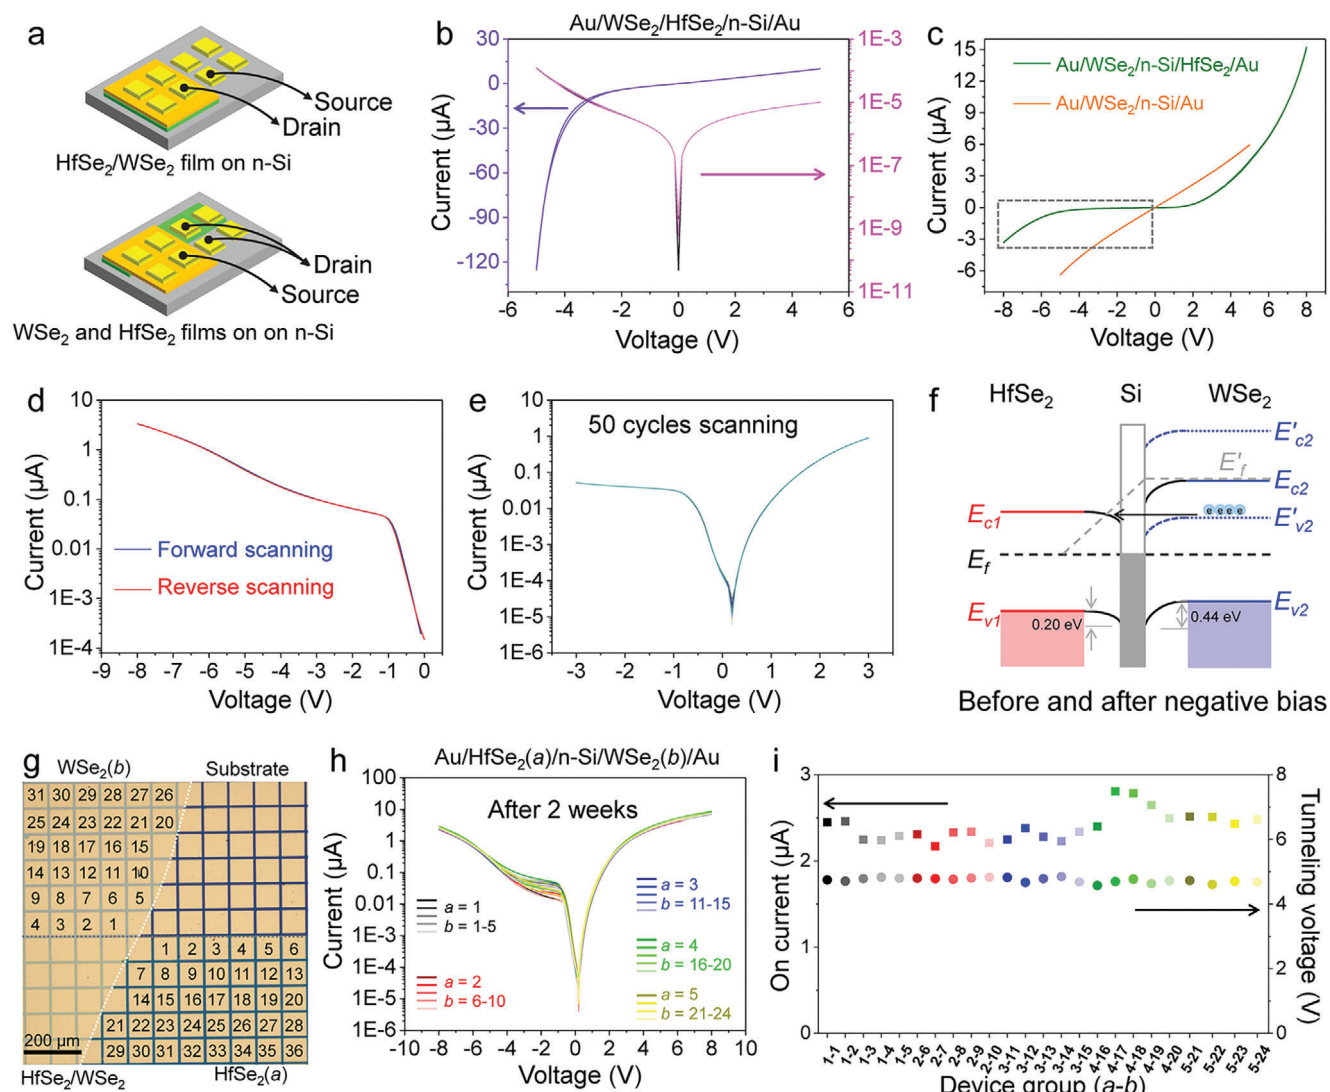 a
Source
Drain
HfSe2/WSe2 film on n-Si
Drain
Source
WSe2 and HfSe2 films on on n-Si
b
Au/WSe2/HfSe2/n-Si/Au
30
0
-30
-60
-90
-120
Current (µA)
1E-3
1E-5
1E-7
1E-9
1E-11
Current (µA)
-6 -4 -2 0 2 4 6
Voltage (V)
c
15
12
9
6
3
0
-3
-6
Current (µA)
Au/WSe2/n-Si/HfSe2/Au
Au/WSe2/n-Si/Au
-8 -6 -4 -2 0 2 4 6 8
Voltage (V)
d
10
1
0.1
0.01
1E-3
1E-4
Current (µA)
Forward scanning
Reverse scanning
-9 -8 -7 -6 -5 -4 -3 -2 -1 0
Voltage (V)
e
50 cycles scanning
10
1
0.1
0.01
1E-3
1E-4
1E-5
1E-6
Current (µA)
-3 -2 -1 0 1 2 3
Voltage (V)
f
HfSe2 Si WSe2
E'c2
E'f
Ec2
Ec1
e e e e
E'v2
Ef
Ev1
0.20 eV
0.44 eV
Ev2
Before and after negative bias
g
WSe2(b) Substrate
31 30 29 28 27 26
25 24 23 22 21 20
19 18 17 16 15
14 13 12 11 10
9 8 7 6 5
4 3 2 1
1 2 3 4 5 6
7 8 9 10 11 12 13
14 15 16 17 18 19 20
21 22 23 24 25 26 27 28
29 30 31 32 33 34 35 36
200 µm
HfSe2/WSe2
HfSe2(a)
h
Au/HfSe2(a)/n-Si/WSe2(b)/Au
After 2 weeks
100
10
1
0.1
0.01
1E-3
1E-4
1E-5
1E-6
Current (µA)
a = 1
b = 1-5
a = 2
b = 6-10
a = 3
b = 11-15
a = 4
b = 16-20
a = 5
b = 21-24
-10 -8 -6 -4 -2 0 2 4 6 8 10
Voltage (V)
i
3
2
1
0
On current (µA)
8
6
4
2
0
Tunneling voltage (V)
1-1 1-2 1-3 1-4 1-5 2-6 2-7 2-8 2-9 2-10 3-11 3-12 3-13 3-14 3-15 4-16 4-17 4-18 4-19 4-20 5-21 5-22 5-23 5-24
Device group (a-b)